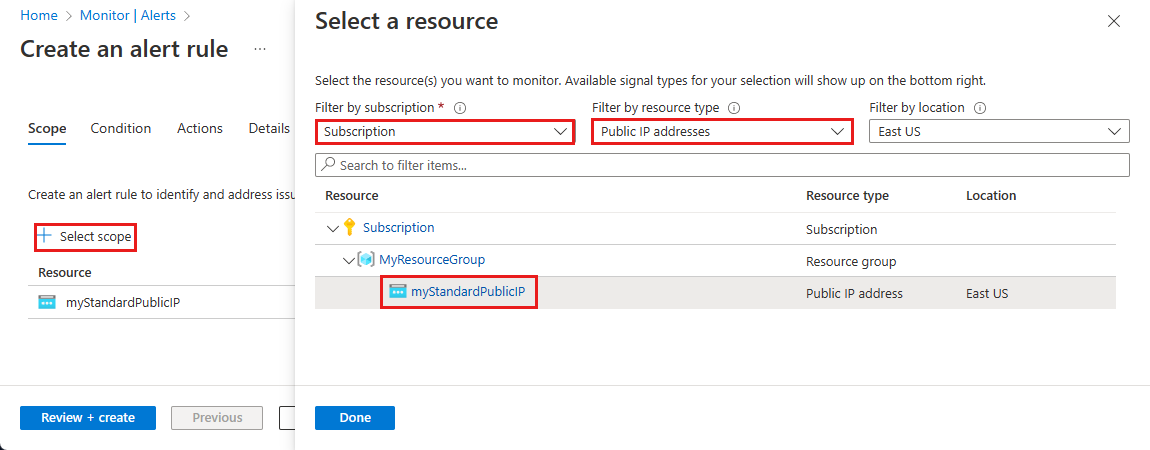 Home > Monitor | Alerts >
Create an alert rule ...
Scope Condition Actions Details
Create an alert rule to identify and address issu
+ Select scope
Resource
myStandardPublicIP
Review + create Previous
Select a resource
Select the resource(s) you want to monitor. Available signal types for your selection will show up on the bottom right.
Filter by subscription * Filter by resource type Filter by location
Subscription Public IP addresses East US
Search to filter items...
Resource Resource type Location
Subscription Subscription
MyResourceGroup Resource group
myStandardPublicIP Public IP address East US
Done